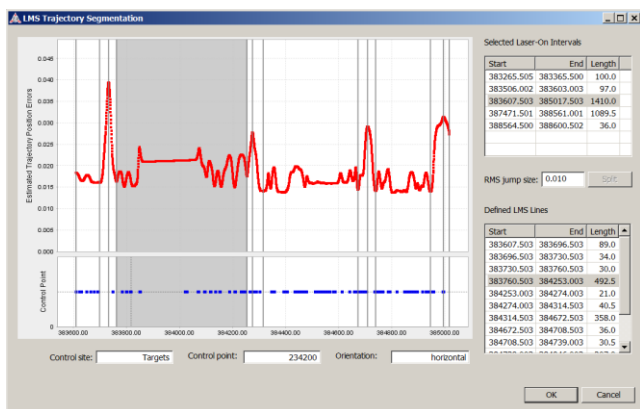 LMS Trajectory Segmentation
Estimated Trajectory Position Errors
0.045
0.040
0.035
0.030
0.025
0.020
0.015
0.010
0.005
0.000
Control Point
0
383600.00 383800.00 384000.00 384200.00 384400.00 384600.00 384800.00 385000.00
Control site: Targets Control point: 234200 Orientation: horizontal
Selected Laser-On Intervals
Start End Length
383265.505 383365.500 100.0
383506.002 383603.003 97.0
383607.503 385017.503 1410.0
387471.501 388561.001 1089.5
388564.500 388600.502 36.0
RMS jump size: 0.010 Split
Defined LMS Lines
Start End Length
383607.503 383696.503 89.0
383696.503 383730.503 34.0
383730.503 383760.503 30.0
383760.503 384253.003 492.5
384253.003 384274.003 21.0
384274.003 384314.503 40.5
384314.503 384672.503 358.0
384672.503 384708.503 36.0
384708.503 384739.003 30.5
OK Cancel